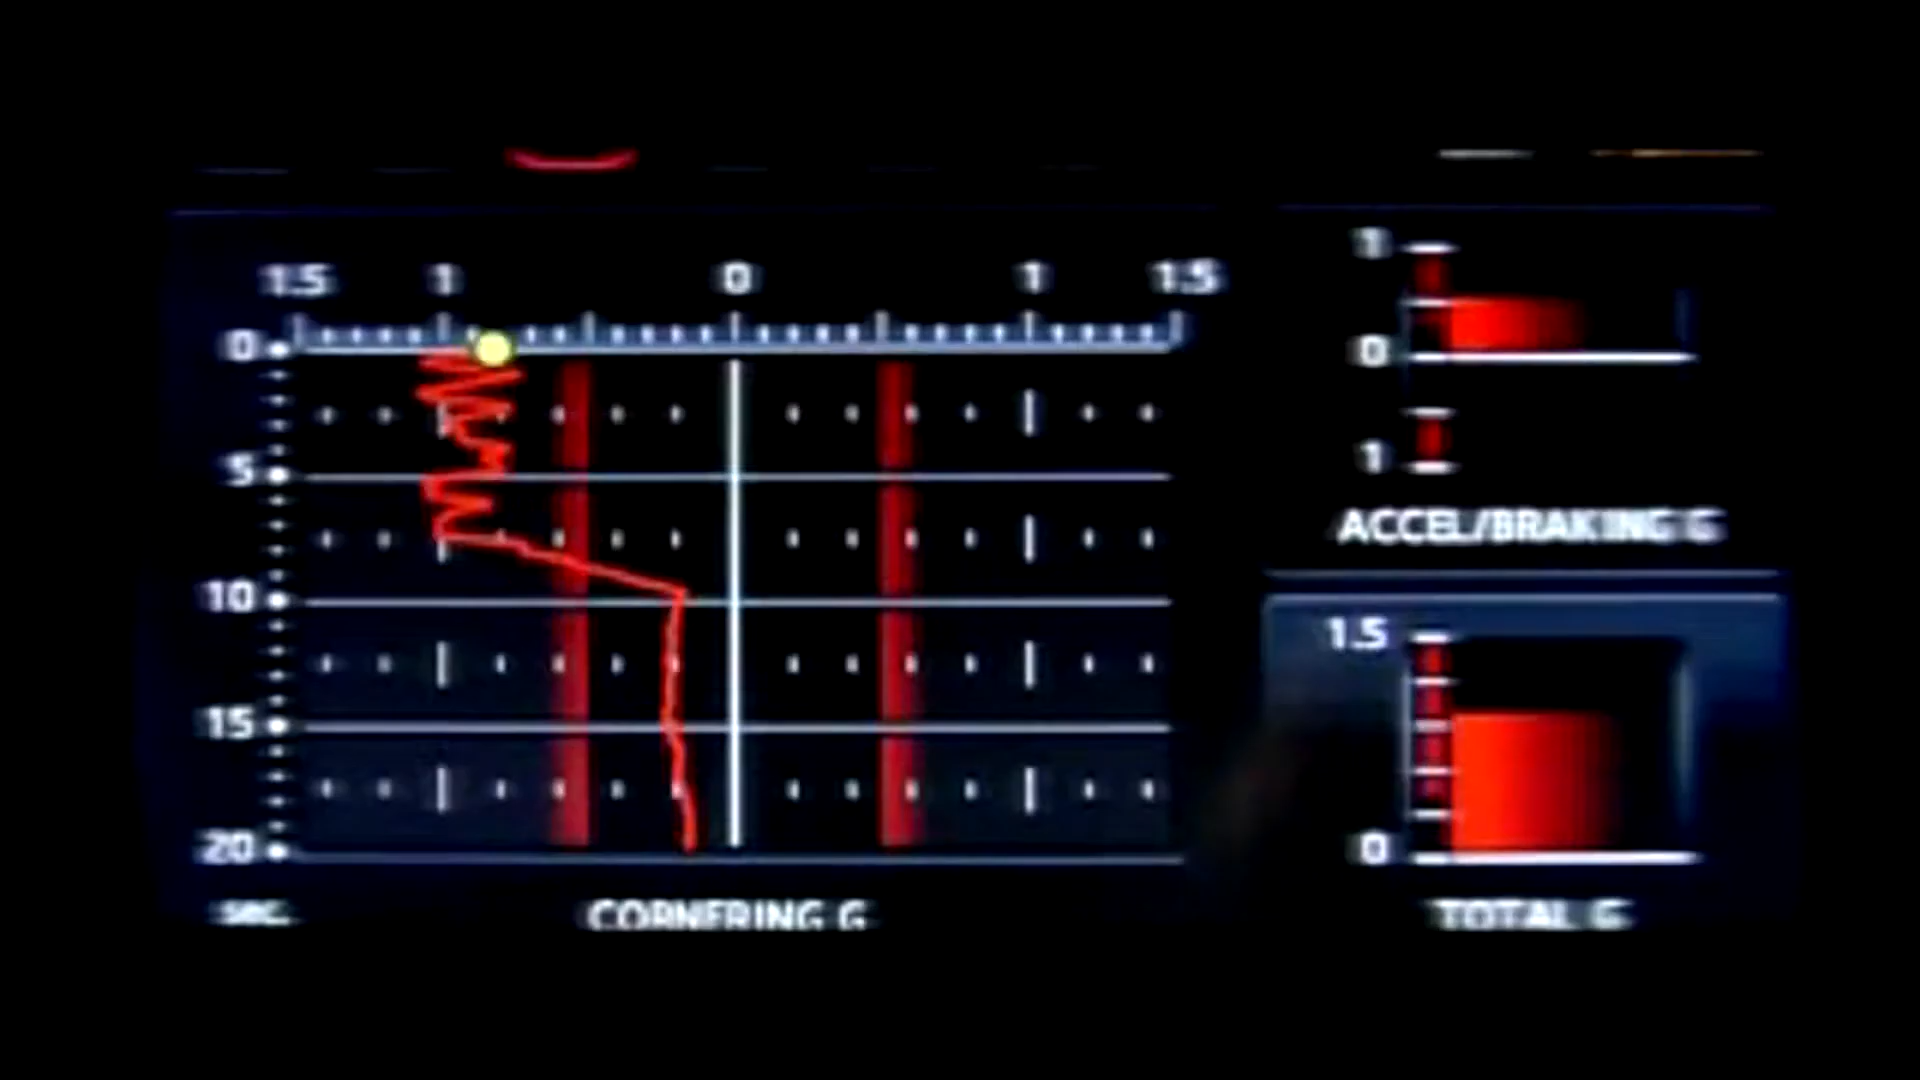 1.5 1 0 1 1.5
0
5
10
15
20
sec.
CORNERING G
1
0
1
ACCEL/BRAKING G
1.5
0
TOTAL G